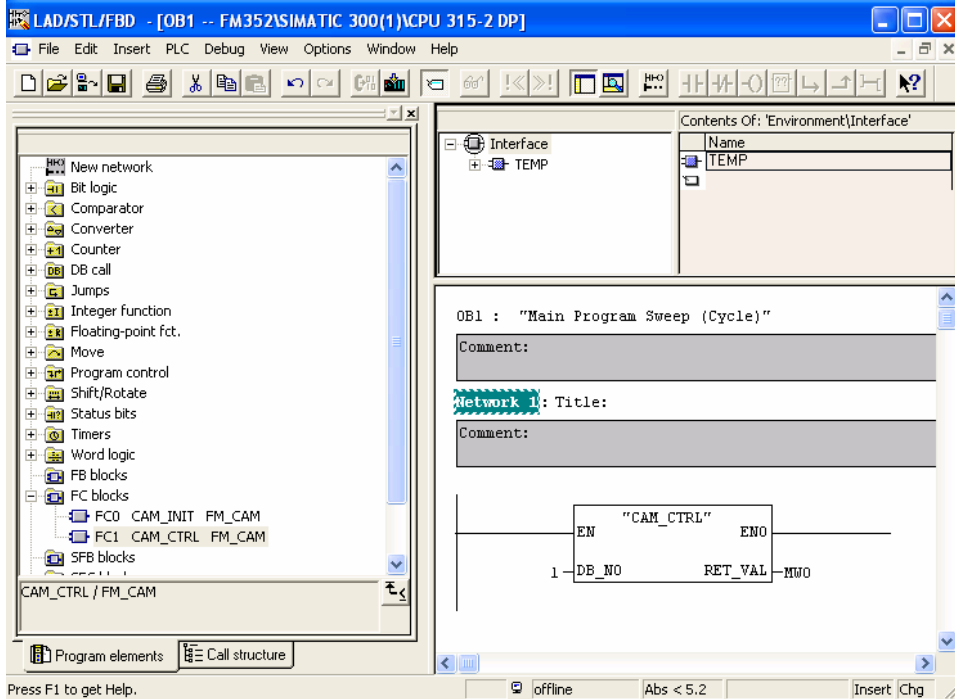 LAD/STL/FBD - [OB1 -- FM352\SIMATIC 300(1)\CPU 315-2 DP]
File Edit Insert PLC Debug View Options Window Help
New network
Bit logic
Comparator
Converter
Counter
DB call
Jumps
Integer function
Floating-point fct.
Move
Program control
Shift/Rotate
Status bits
Timers
Word logic
FB blocks
FC blocks
FC0 CAM_INIT FM_CAM
FC1 CAM_CTRL FM_CAM
SFB blocks
CAM_CTRL / FM_CAM
Program elements
Call structure
Interface
TEMP
Contents Of: 'Environment\Interface'
Name
TEMP
OB1 : "Main Program Sweep (Cycle)"
Comment:
Network 1: Title:
Comment:
"CAM_CTRL"
EN ENO
1 DB_NO RET_VAL MW0
Press F1 to get Help.
offline
Abs < 5.2
Insert
Chg